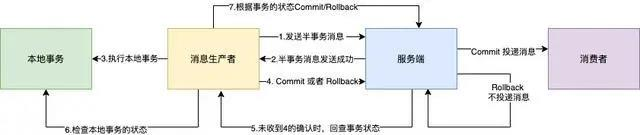 7.根据事务的状态Commit/Rollback
1.发送半事务消息
本地事务
3.执行本地事务
消息生产者
2.半事务消息发送成功
服务端
Commit 投递消息
消费者
4. Commit 或者 Rollback
Rollback
不投递消息
6.检查本地事务的状态
5.未收到4的确认时，回查事务状态